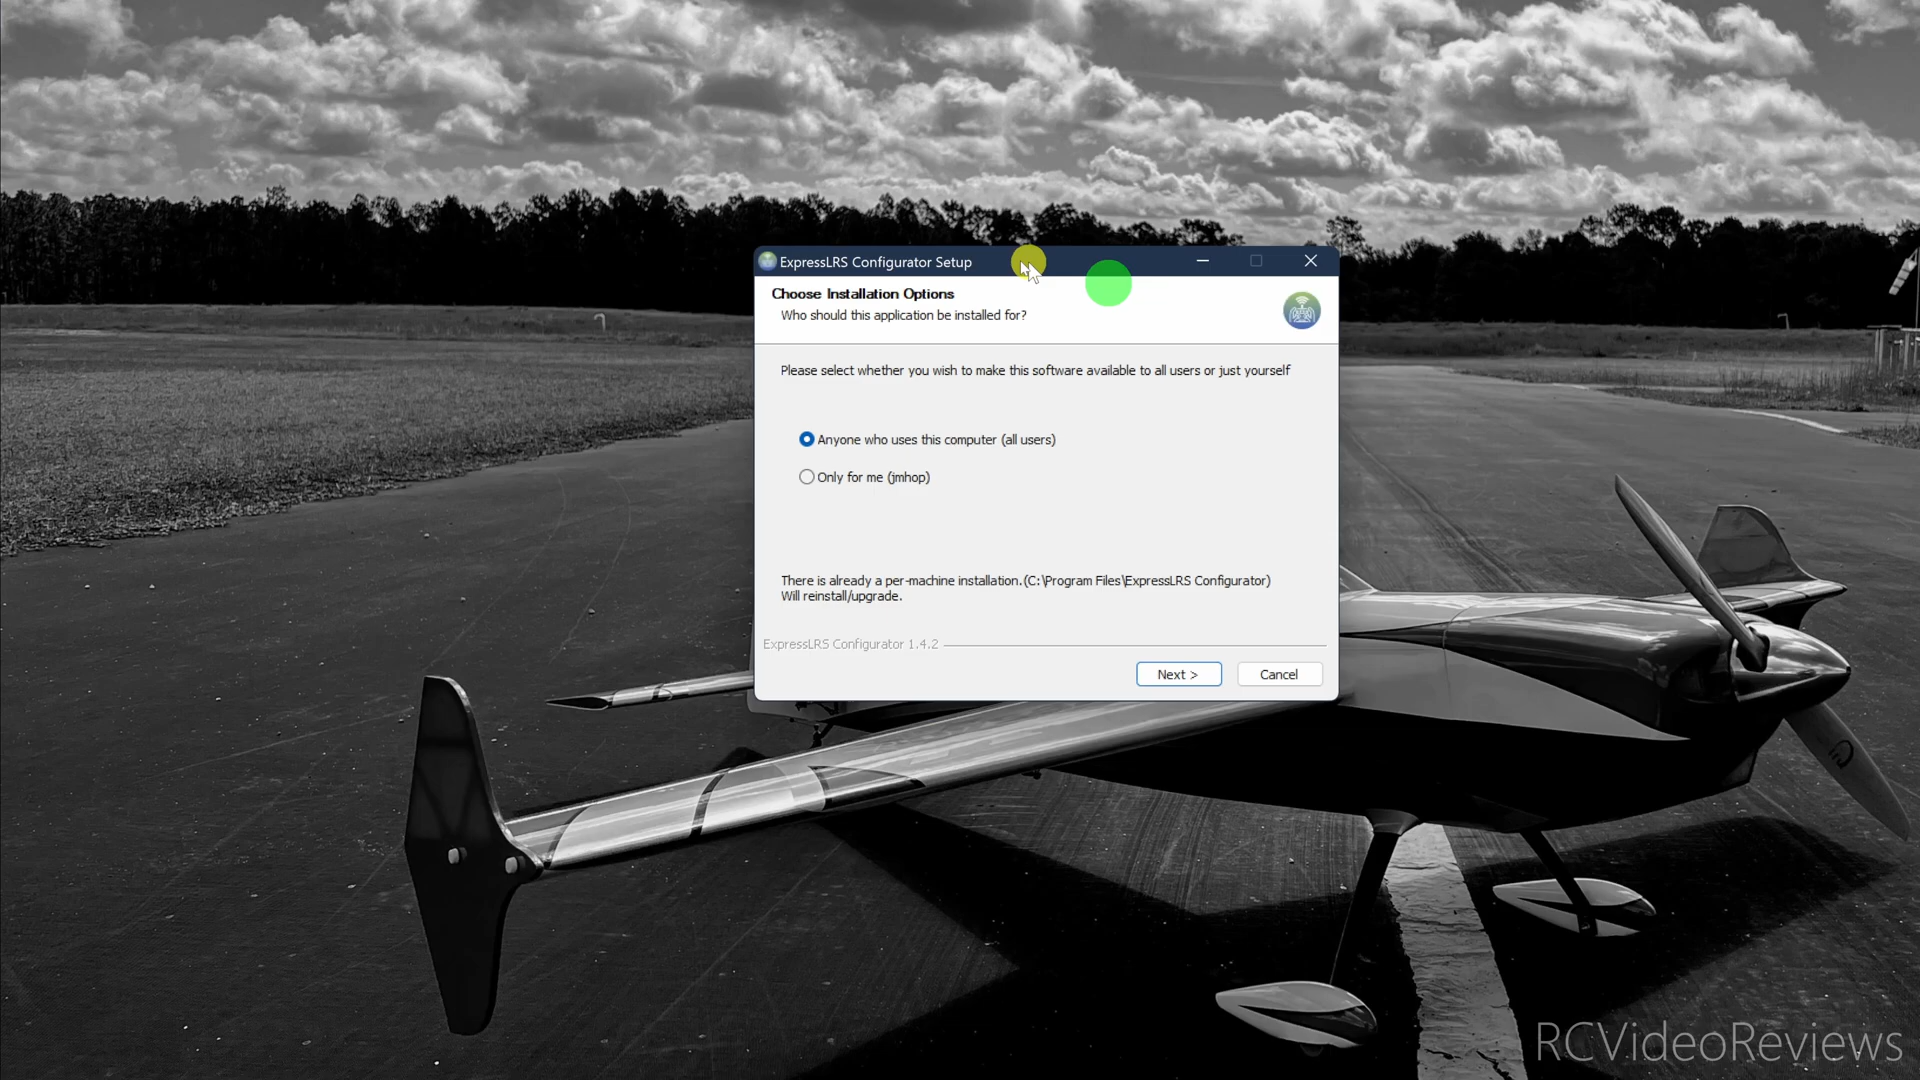 ExpressLRS Configurator Setup
Choose Installation Options
Who should this application be installed for?
Please select whether you wish to make this software available to all users or just yourself
Anyone who uses this computer (all users)
Only for me (jmhop)
There is already a per-machine installation.(C:\Program Files\ExpressLRS Configurator)
Will reinstall/upgrade.
ExpressLRS Configurator 1.4.2
Next >
Cancel
RCVideoReviews